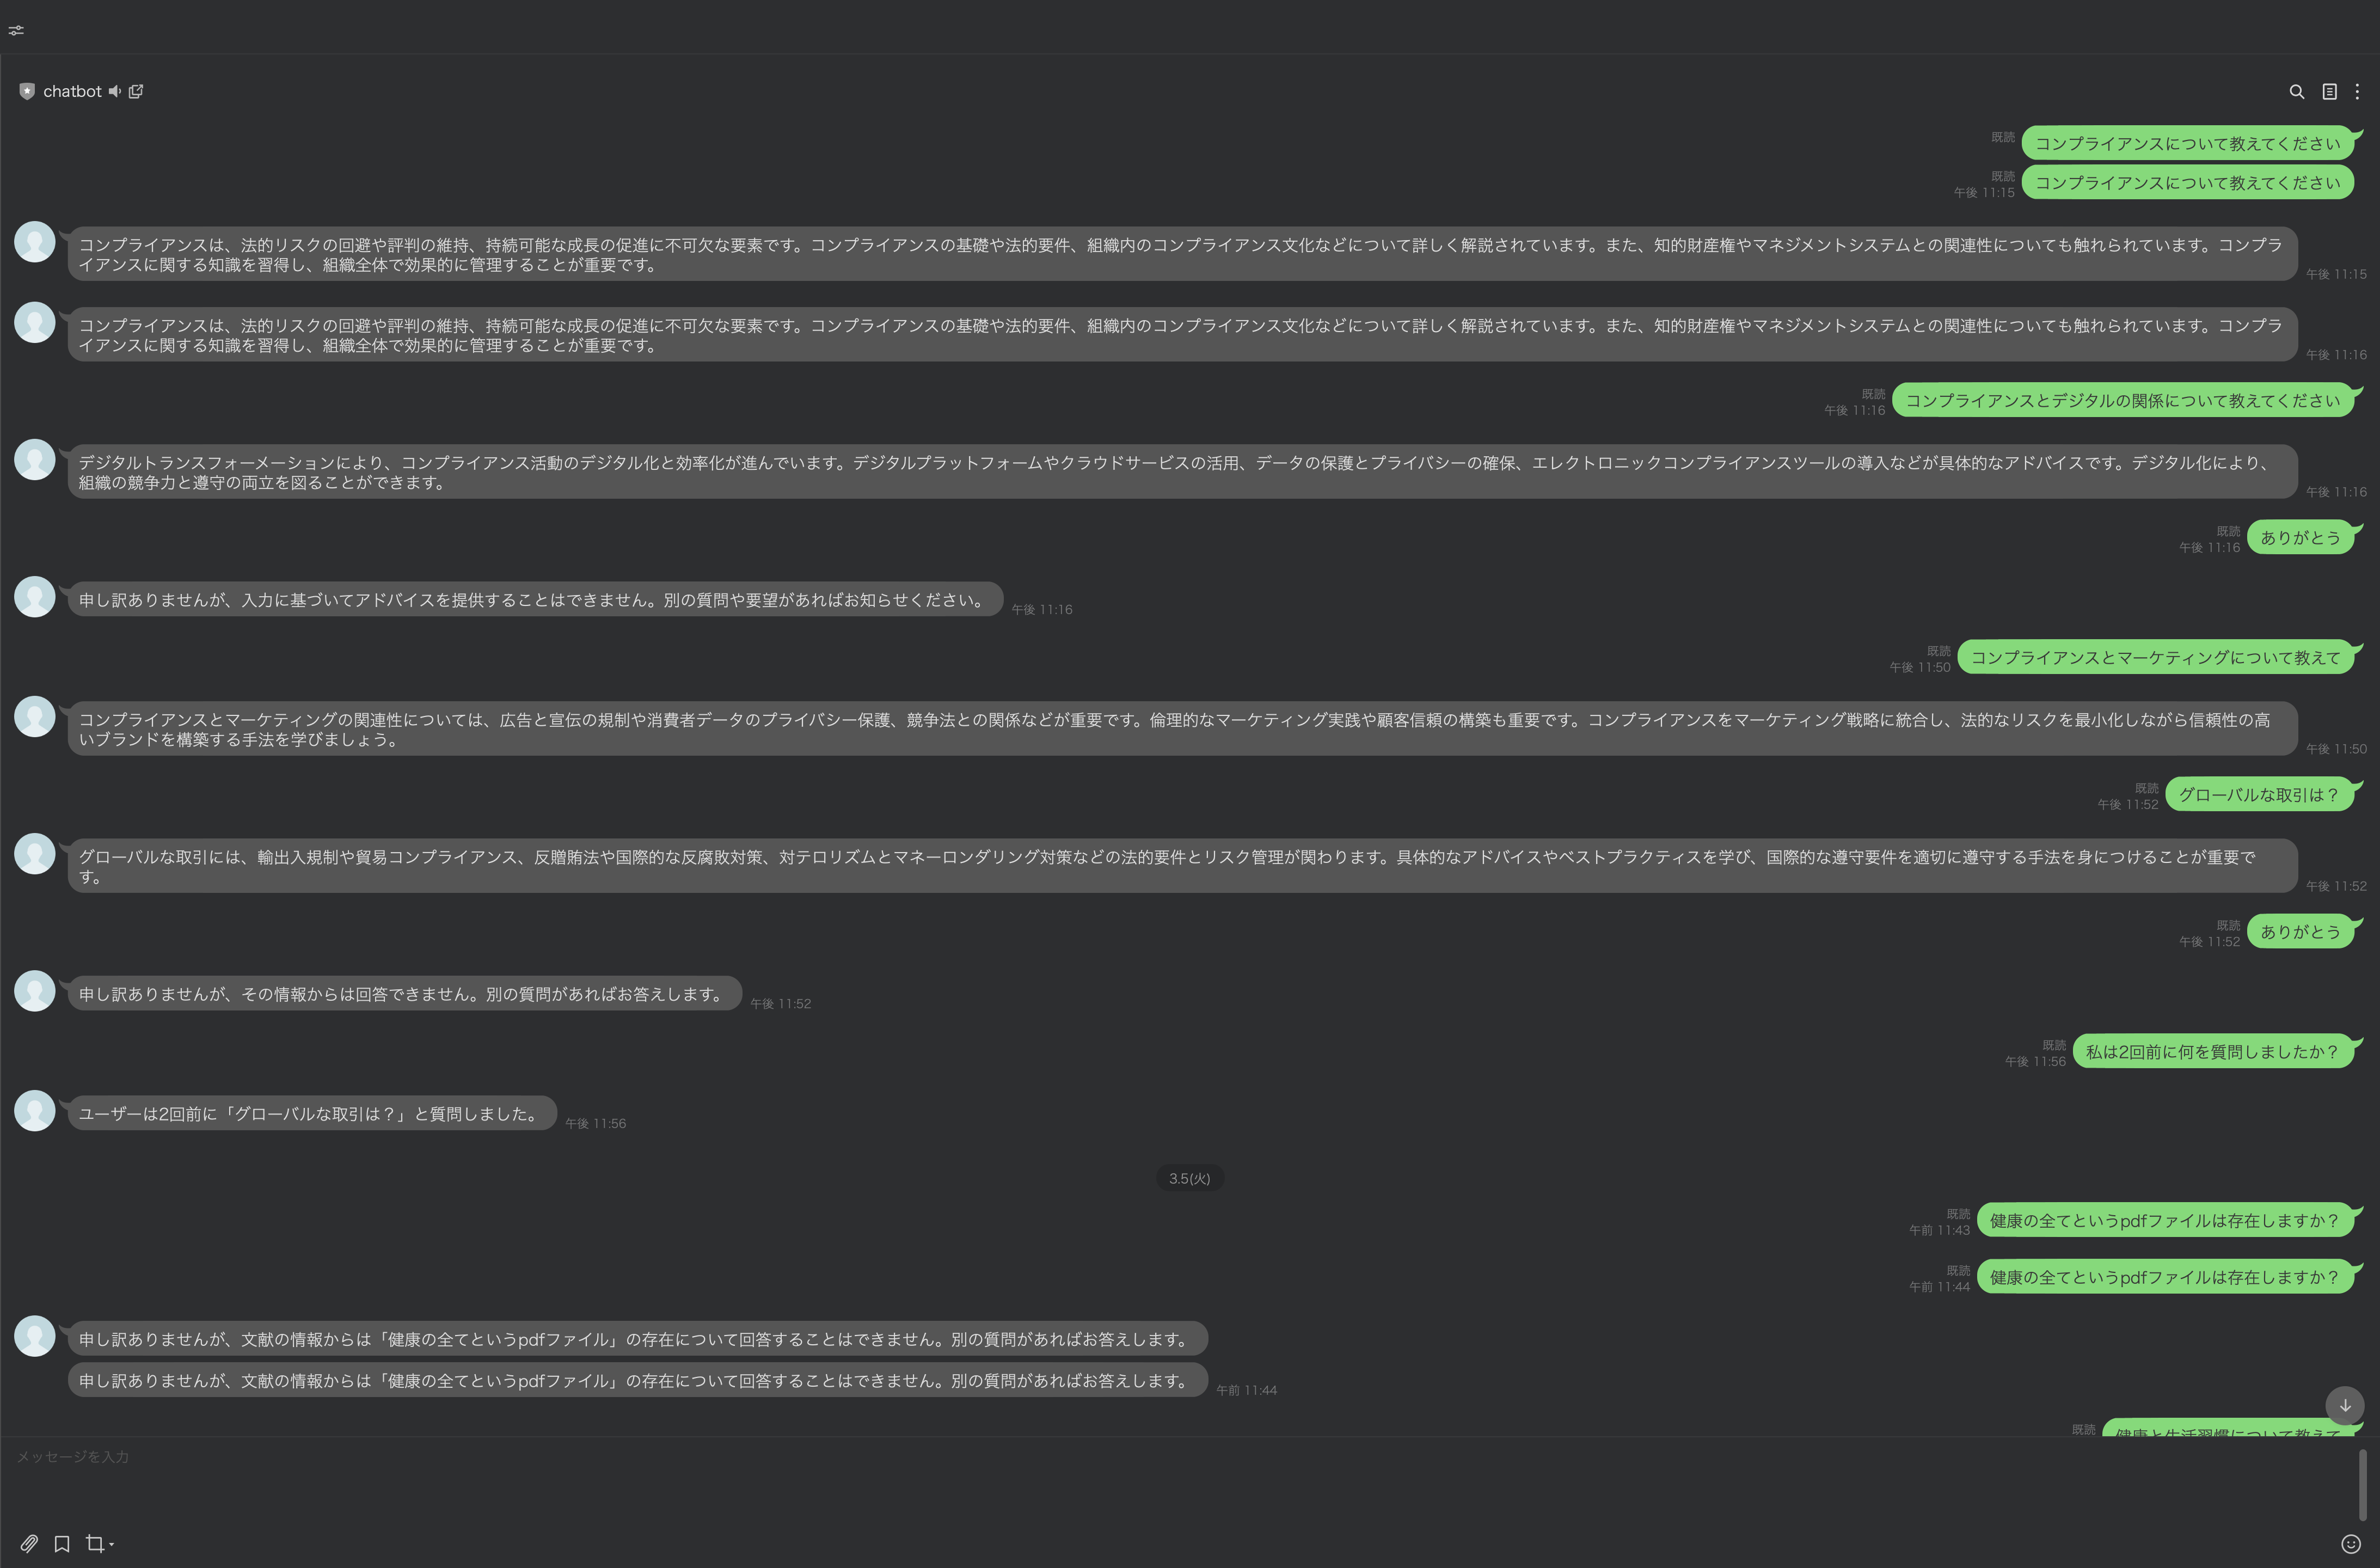 chatbot
既読
コンプライアンスについて教えてください
既読
午後 11:15
コンプライアンスについて教えてください
コンプライアンスは、法的リスクの回避や評判の維持、持続可能な成長の促進に不可欠な要素です。コンプライアンスの基礎や法的要件、組織内のコンプライアンス文化などについて詳しく解説されています。また、知的財産権やマネジメントシステムとの関連性についても触れられています。コンプラ
イアンスに関する知識を習得し、組織全体で効果的に管理することが重要です。
午後 11:15
コンプライアンスは、法的リスクの回避や評判の維持、持続可能な成長の促進に不可欠な要素です。コンプライアンスの基礎や法的要件、組織内のコンプライアンス文化などについて詳しく解説されています。また、知的財産権やマネジメントシステムとの関連性についても触れられています。コンプラ
イアンスに関する知識を習得し、組織全体で効果的に管理することが重要です。
午後 11:16
既読
午後 11:16
コンプライアンスとデジタルの関係について教えてください
デジタルトランスフォーメーションにより、コンプライアンス活動のデジタル化と効率化が進んでいます。デジタルプラットフォームやクラウドサービスの活用、データの保護とプライバシーの確保、エレクトロニックコンプライアンスツールの導入などが具体的なアドバイスです。デジタル化により、
組織の競争力と遵守の両立を図ることができます。
午後 11:16
既読
午後 11:16
ありがとう
申し訳ありませんが、入力に基づいてアドバイスを提供することはできません。別の質問や要望があればお知らせください。
午後 11:16
既読
午後 11:50
コンプライアンスとマーケティングについて教えて
コンプライアンスとマーケティングの関連性については、広告と宣伝の規制や消費者データのプライバシー保護、競争法との関係などが重要です。倫理的なマーケティング実践や顧客信頼の構築も重要です。コンプライアンスをマーケティング戦略に統合し、法的なリスクを最小化しながら信頼性の高
いブランドを構築する手法を学びましょう。
午後 11:50
既読
午後 11:52
グローバルな取引は？
グローバルな取引には、輸出入規制や貿易コンプライアンス、反贈賄法や国際的な反腐敗対策、対テロリズムとマネーロンダリング対策などの法的要件とリスク管理が関わります。具体的なアドバイスやベストプラクティスを学び、国際的な遵守要件を適切に遵守する手法を身につけることが重要で
す。
午後 11:52
既読
午後 11:52
ありがとう
申し訳ありませんが、その情報からは回答できません。別の質問があればお答えします。
午後 11:52
既読
午後 11:56
私は2回前に何を質問しましたか？
ユーザーは2回前に「グローバルな取引は？」と質問しました。
午後 11:56
3.5(火)
既読
午前 11:43
健康の全てというpdfファイルは存在しますか？
既読
午前 11:44
健康の全てというpdfファイルは存在しますか？
申し訳ありませんが、文献の情報からは「健康の全てというpdfファイル」の存在について回答することはできません。別の質問があればお答えします。
申し訳ありませんが、文献の情報からは「健康の全てというpdfファイル」の存在について回答することはできません。別の質問があればお答えします。
午前 11:44
既読
健康と生活習慣について教えて
メッセージを入力